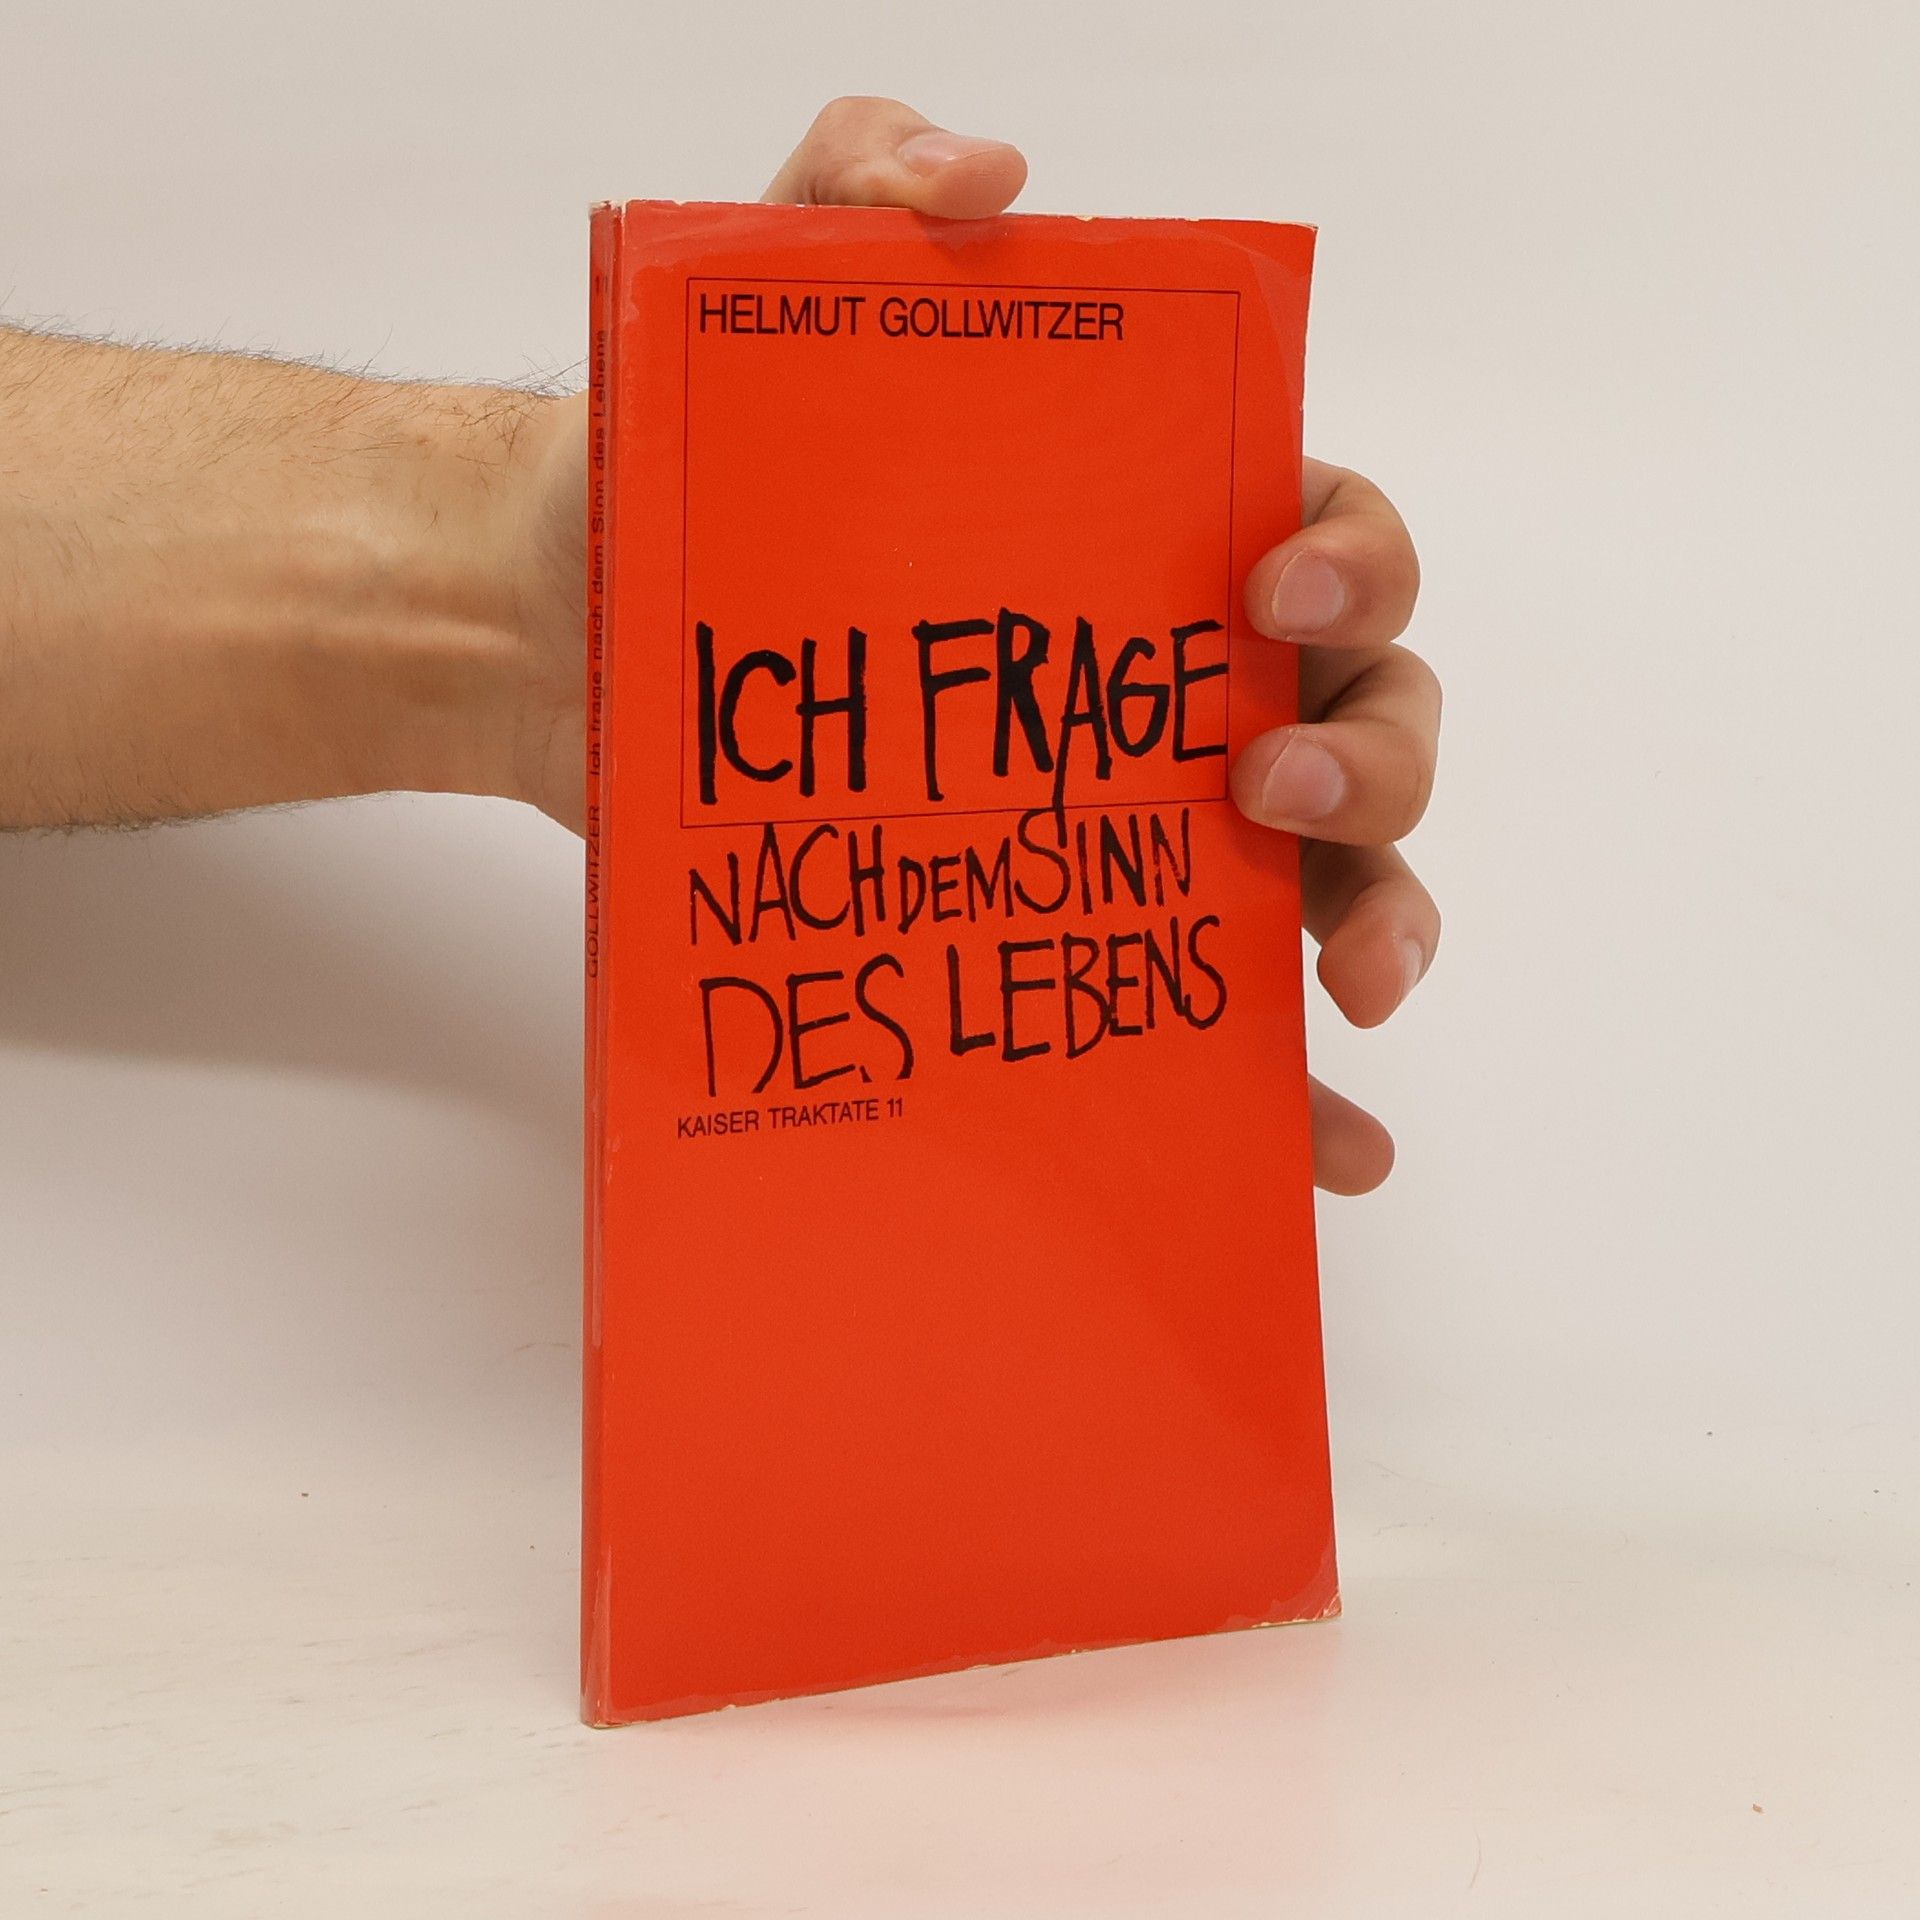 HELMUT GOLLWITZER
ICH FRAGE
NACH DEM SINN
DES LEBENS
KAISER TRAKTATE 11
GOLLWITZER Ich frage nach dem Sinn des Lebens 11